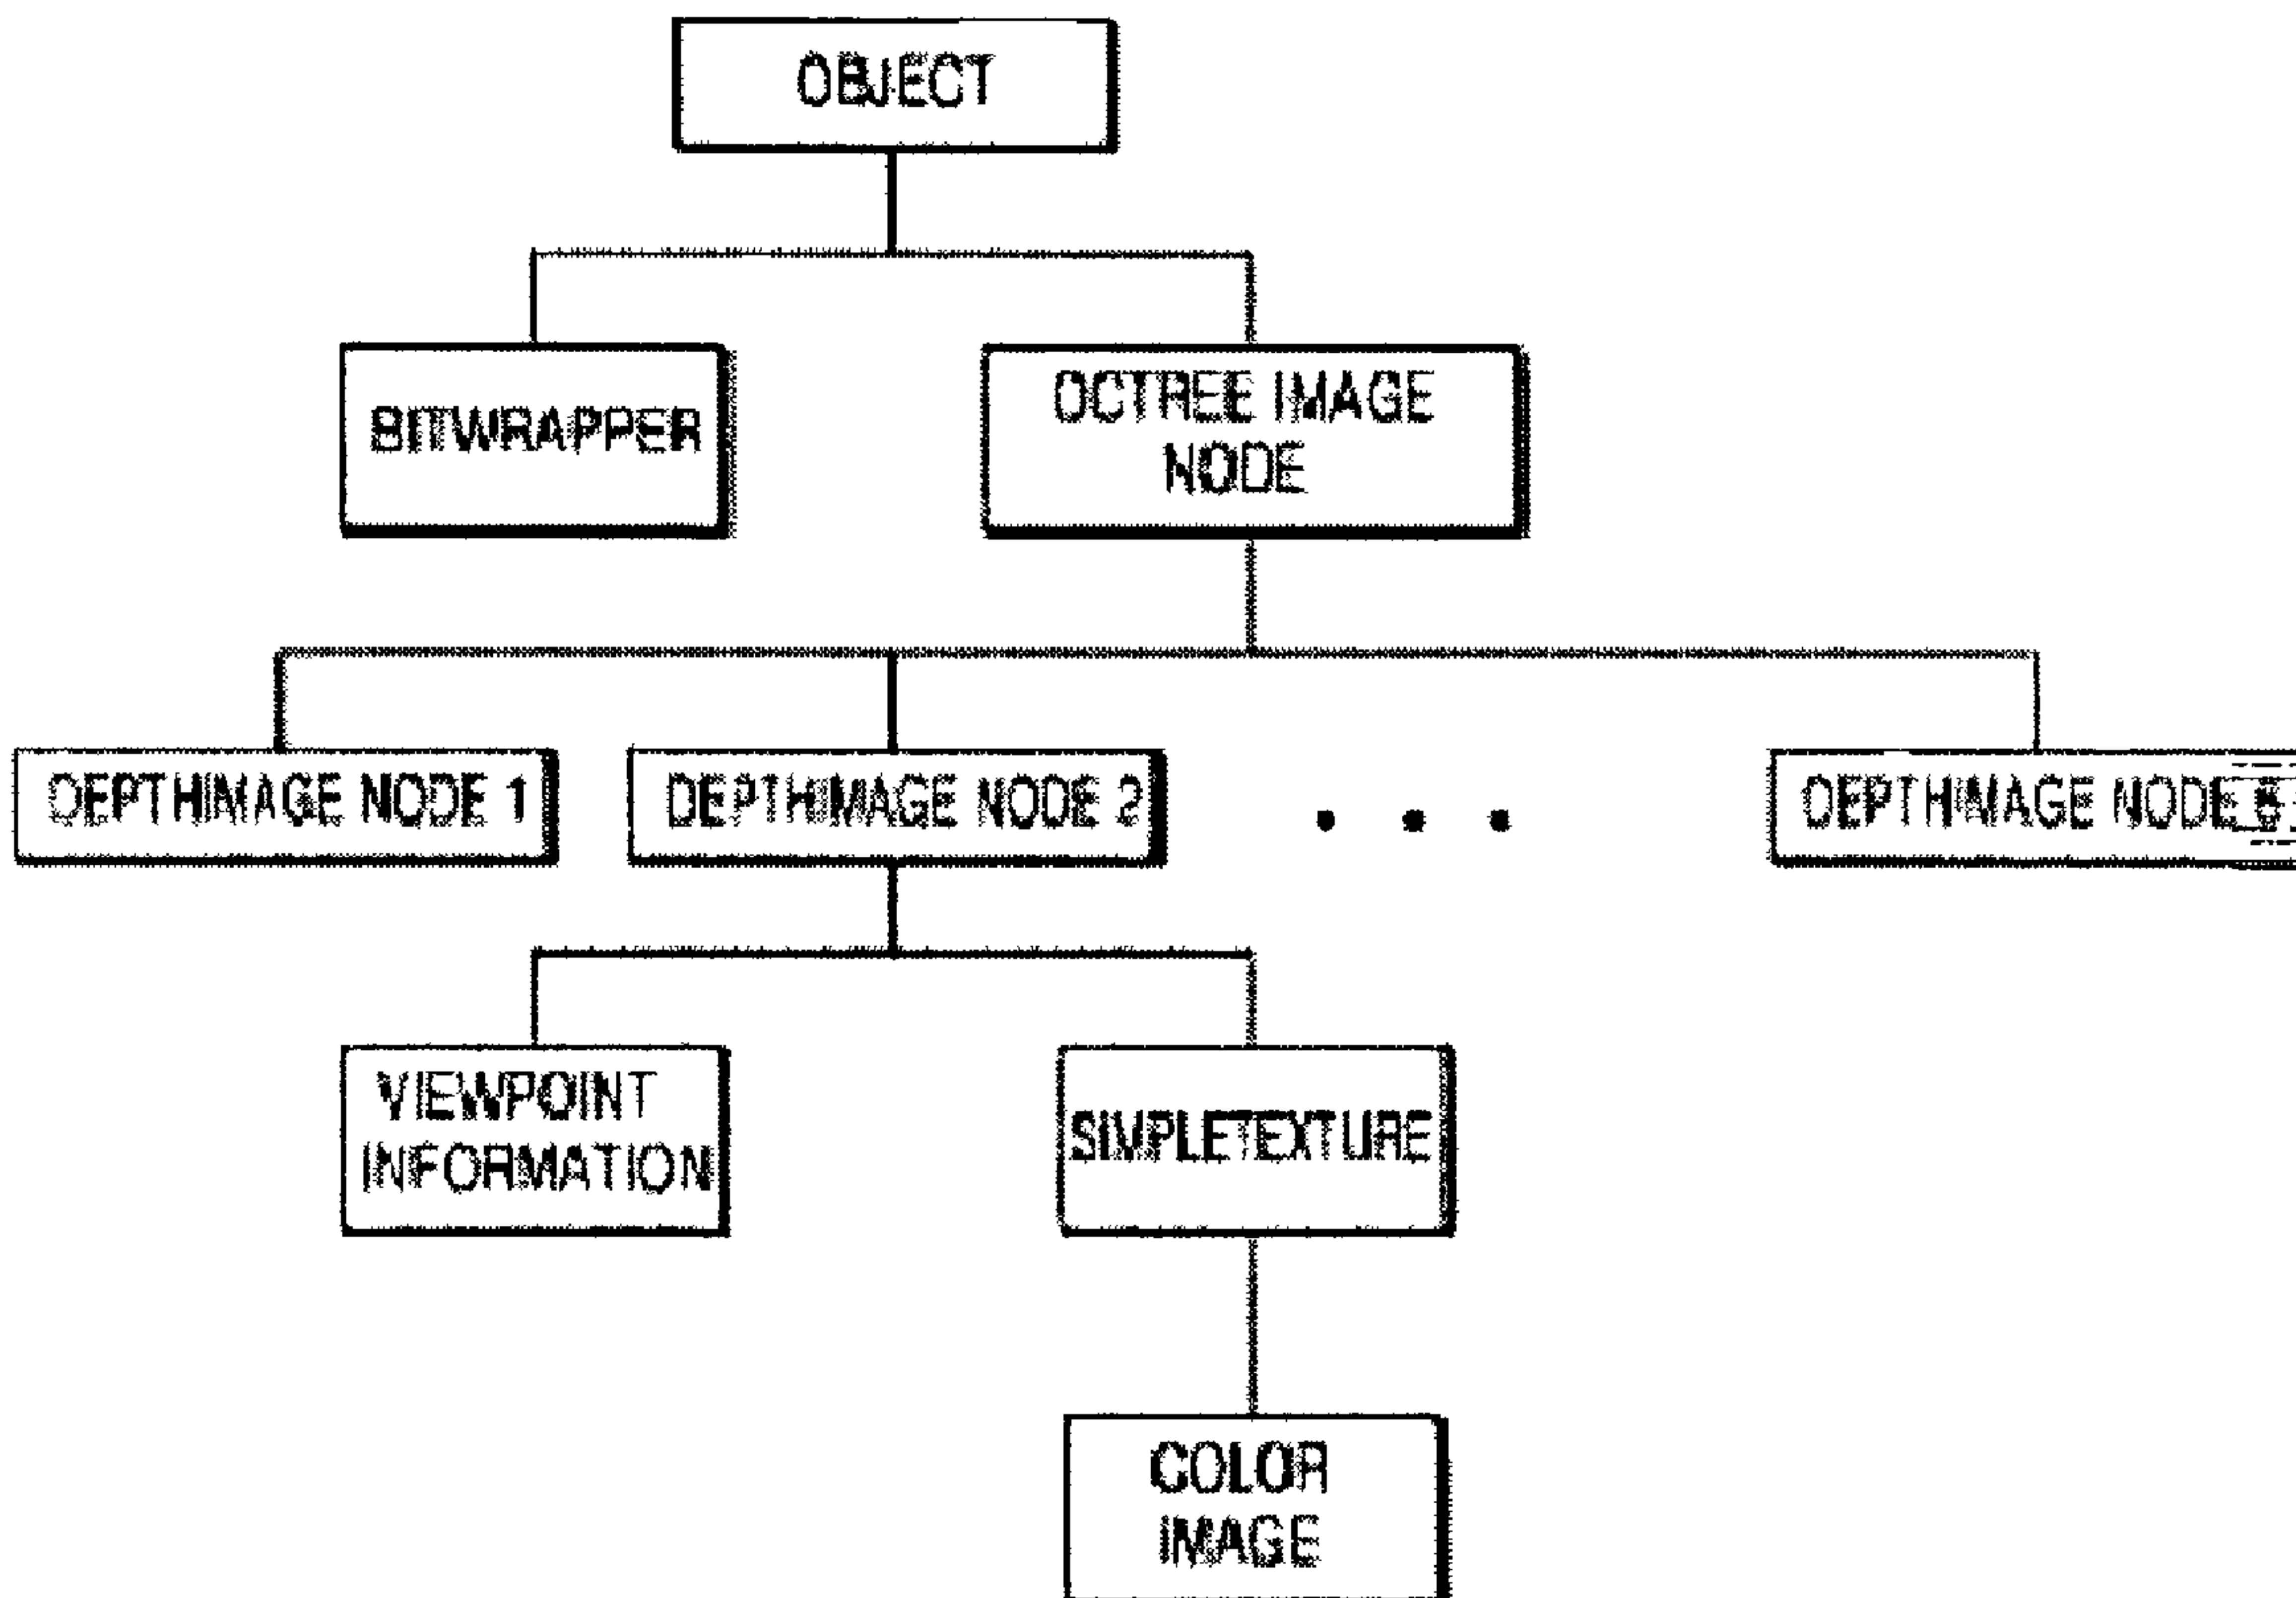 OBJECT
BITWRAPPER
OCTREE IMAGE
NODE
DEPTHIMAGE NODE 1
DEPTHIMAGE NODE 2
DEPTHIMAGE NODE
VIEWPOINT
INFORMATION
SIMPLETEXTURE
COLOR
IMAGE